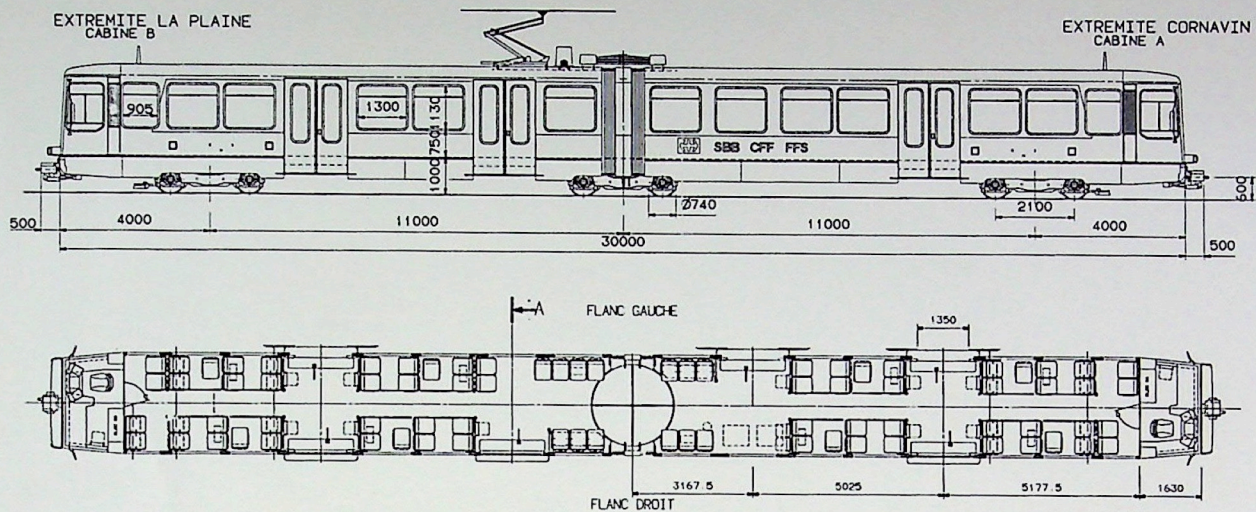 EXTREMITE LA PLAINE
CABINE B
EXTREMITE CORNAVIN
CABINE A
905
1300
1130
750
1000
SBB CFF FFS
600
Ø740
2100
500
4000
11000
11000
4000
500
30000
A
FLANC GAUCHE
1350
3167.5
5025
5177.5
1630
FLANC DROIT